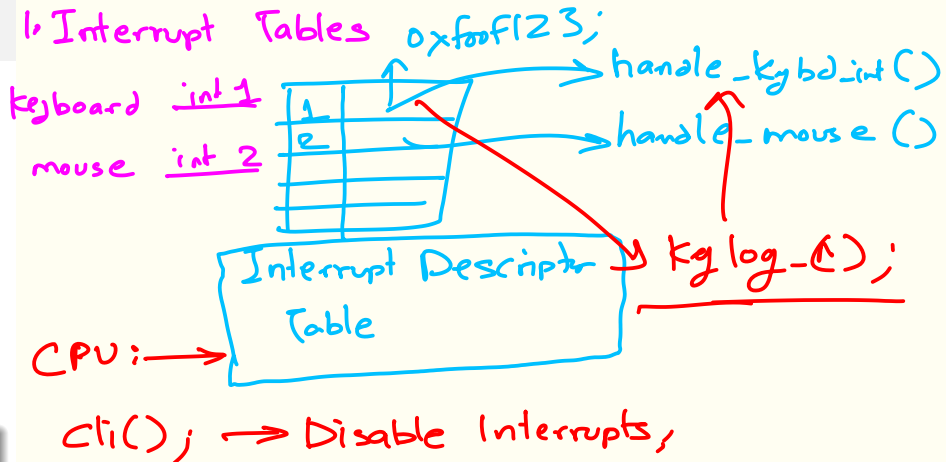 1. Interrupt Tables 0xf00f123;
handle_kybd_int()
keyboard int 1
1
2
handle_mouse()
mouse int 2
Interrupt Descriptor
Table
kglog_();
CPU:
cli(); → Disable Interrupts,